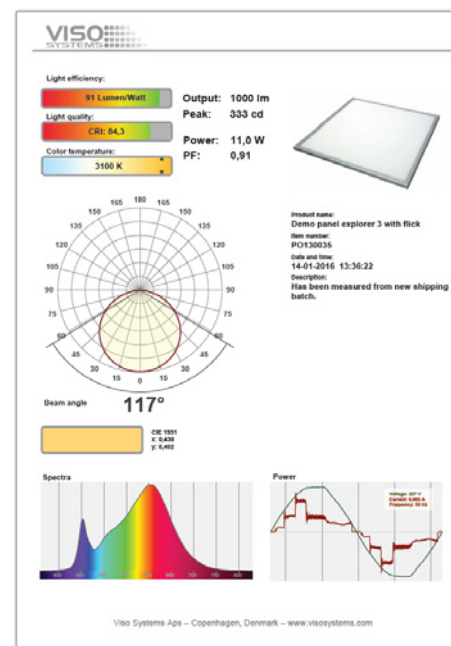 VISO
SYSTEMS
Light efficiency:
91 Lumen/Watt
Light quality:
CRI: 84,3
Color temperature:
3100 K
Output: 1000 lm
Peak: 333 cd
Power: 11,0 W
PF: 0,91
Product name:
Demo panel explorer 3 with flick
Item number:
PO130035
Date and time:
14-01-2016 13:36:22
Description:
Has been measured from new shipping
batch.
180
165 165
150 150
135 135
120 120
105 105
90 90
75 75
60 60
45 45
30 30
15 0 15
Beam angle 117°
CIE 1931
x: 0,430
y: 0,402
Spectra
Power
Frequency: 50 Hz
Viso Systems Aps – Copenhagen, Denmark – www.visosystems.com